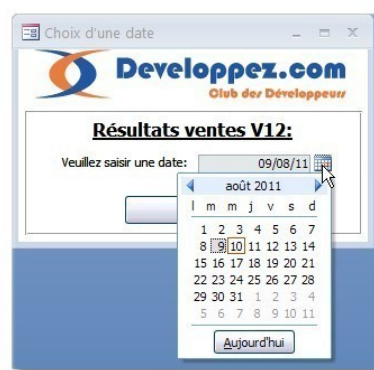 Choix d'une date
Developpez.com
Club des Développeurs
Résultats ventes V12:
Veuillez saisir une date: 09/08/11
août 2011
l m m j v s d
1 2 3 4 5 6 7
8 9 10 11 12 13 14
15 16 17 18 19 20 21
22 23 24 25 26 27 28
29 30 31 1 2 3 4
5 6 7 8 9 10 11
Aujourd'hui